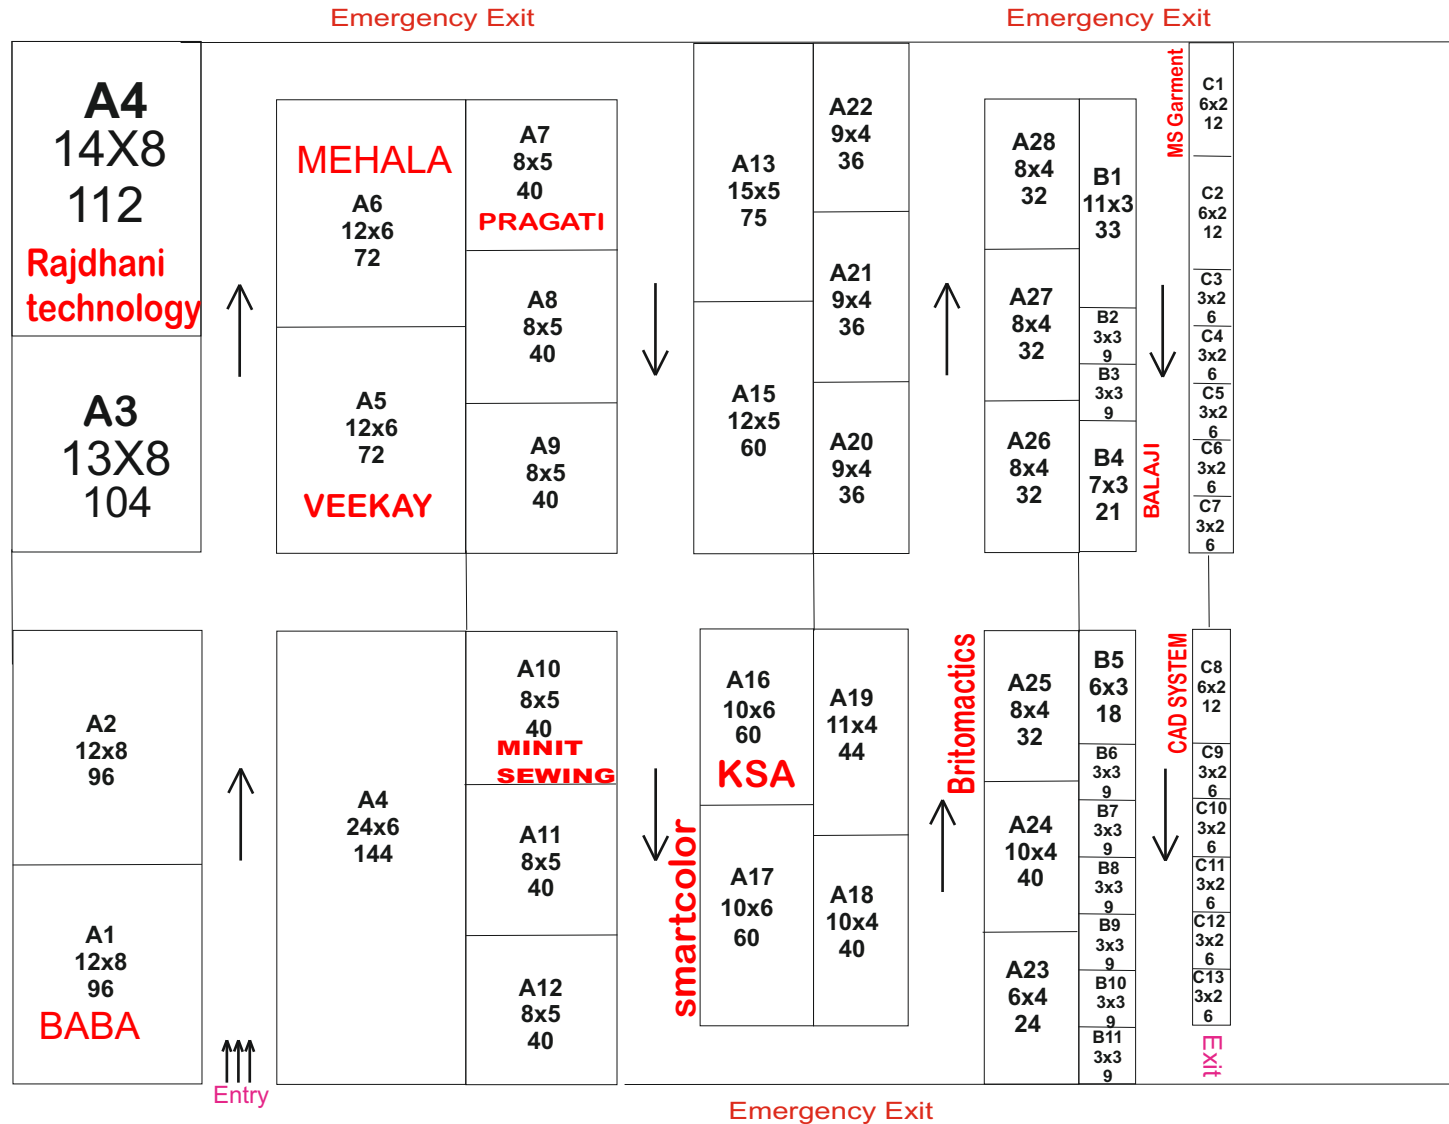 Emergency Exit
Emergency Exit
A4
14X8
112
Rajdhani
technology
A3
13X8
104
A2
12x8
96
A1
12x8
96
BABA
Entry
MEHALA
A6
12x6
72
A5
12x6
72
VEEKAY
A4
24x6
144
A7
8x5
40
PRAGATI
A8
8x5
40
A9
8x5
40
A10
8x5
40
MINIT
SEWING
A11
8x5
40
A12
8x5
40
A13
15x5
75
A15
12x5
60
A16
10x6
60
KSA
smartcolor
A17
10x6
60
A22
9x4
36
A21
9x4
36
A20
9x4
36
A19
11x4
44
A18
10x4
40
A28
8x4
32
A27
8x4
32
A26
8x4
32
Britomactics
A25
8x4
32
A24
10x4
40
A23
6x4
24
B1
11x3
33
B2
3x3
9
B3
3x3
9
B4
7x3
21
BALAJI
B5
6x3
18
B6
3x3
9
B7
3x3
9
B8
3x3
9
B9
3x3
9
B10
3x3
9
B11
3x3
9
MS Garment
C1
6x2
12
C2
6x2
12
C3
3x2
6
C4
3x2
6
C5
3x2
6
C6
3x2
6
C7
3x2
6
CAD SYSTEM
C8
6x2
12
C9
3x2
6
C10
3x2
6
C11
3x2
6
C12
3x2
6
C13
3x2
6
Exit
Emergency Exit